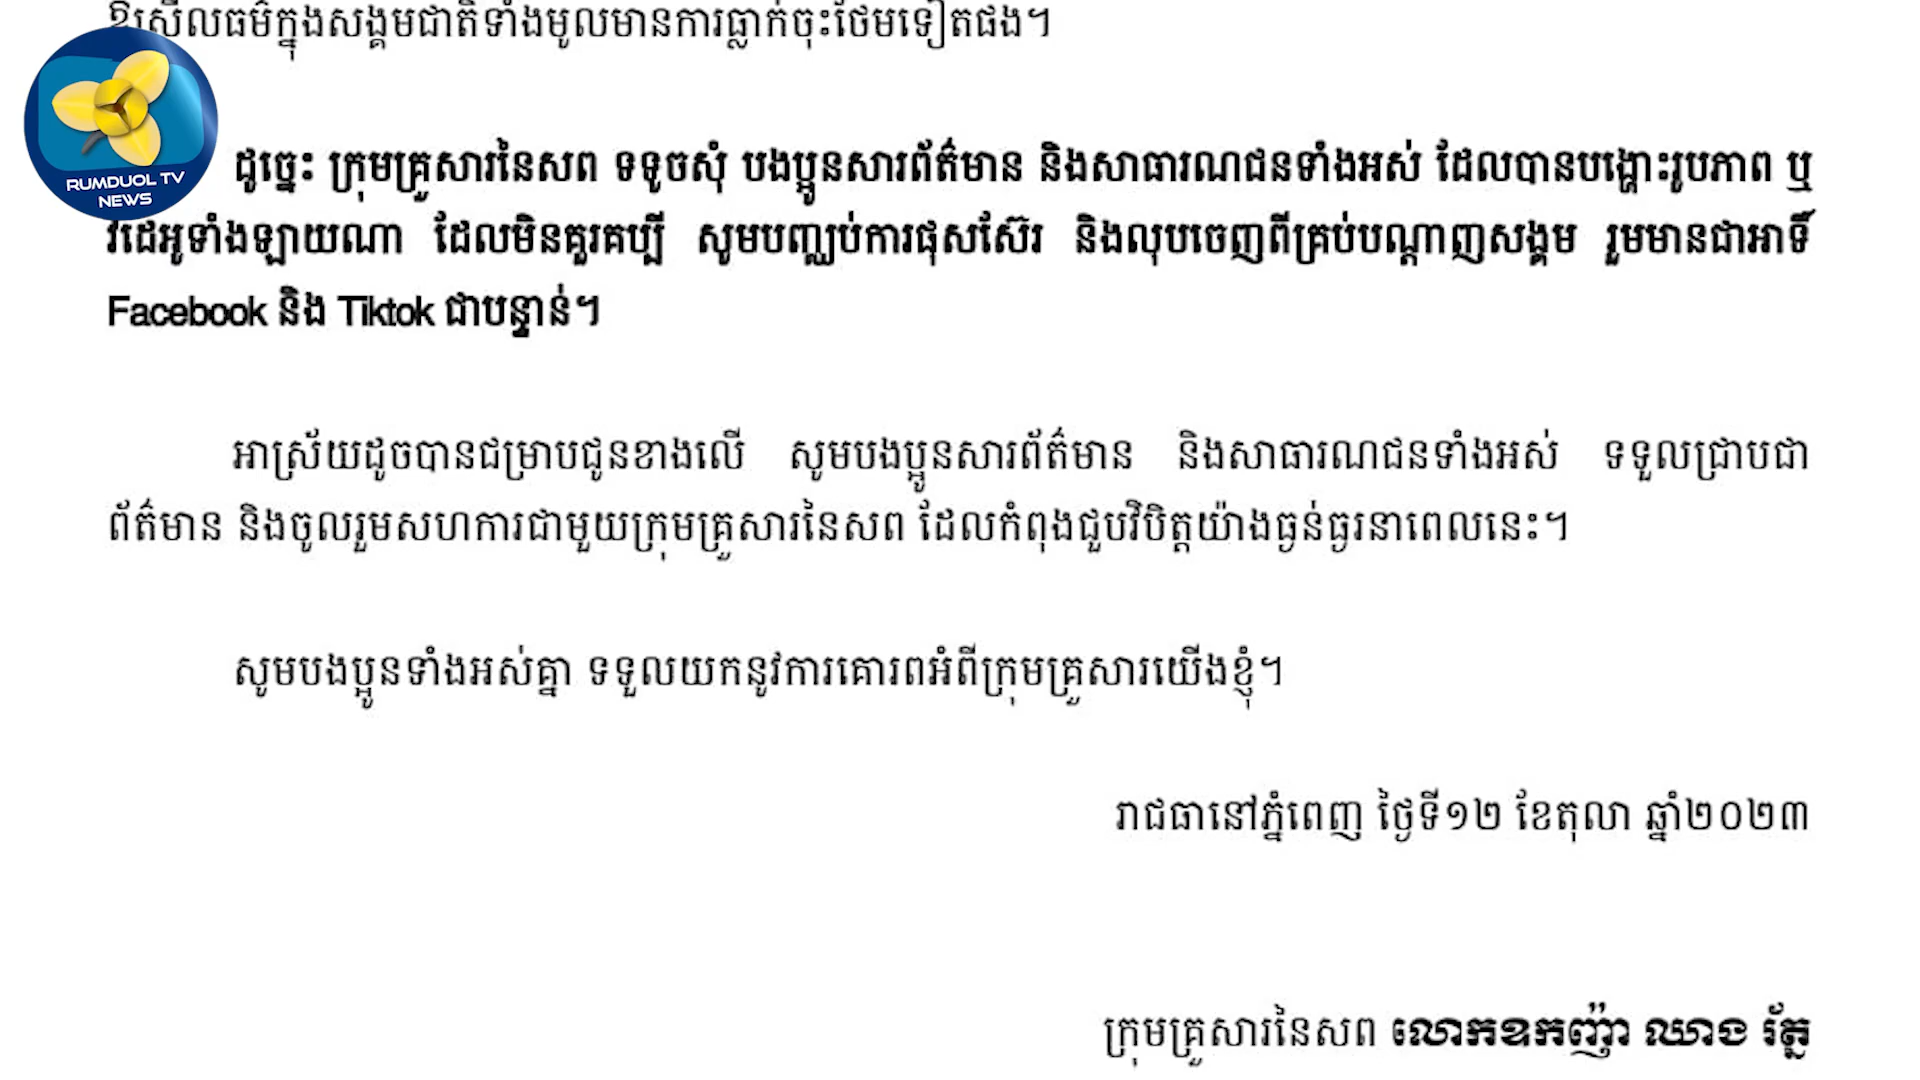 ឱ្យសីលធម៌ក្នុងសង្គមជាតិទាំងមូលមានការធ្លាក់ចុះថែមទៀតផង។
RUMDUOL TV
NEWS
ដូច្នេះ ក្រុមគ្រួសារនៃសព ទទូចសុំ បងប្អូនសារព័ត៌មាន និងសាធារណជនទាំងអស់ ដែលបានបង្ហោះរូបភាព ឬ
វីដេអូទាំងឡាយណា ដែលមិនគួរគប្បី សូមបញ្ឈប់ការផុសស៊ែរ និងលុបចេញពីគ្រប់បណ្តាញសង្គម រួមមានជាអាទិ៍
Facebook និង Tiktok ជាបន្ទាន់។
អាស្រ័យដូចបានជម្រាបជូនខាងលើ សូមបងប្អូនសារព័ត៌មាន និងសាធារណជនទាំងអស់ ទទួលជ្រាបជា
ព័ត៌មាន និងចូលរួមសហការជាមួយក្រុមគ្រួសារនៃសព ដែលកំពុងជួបវិបិត្តយ៉ាងធ្ងន់ធ្ងរនាពេលនេះ។
សូមបងប្អូនទាំងអស់គ្នា ទទួលយកនូវការគោរពអំពីក្រុមគ្រួសារយើងខ្ញុំ។
រាជធានៅភ្នំពេញ ថ្ងៃទី១២ ខែតុលា ឆ្នាំ២០២៣
ក្រុមគ្រួសារនៃសព លោកឧកញ៉ា ឈាង រ័ត្ន